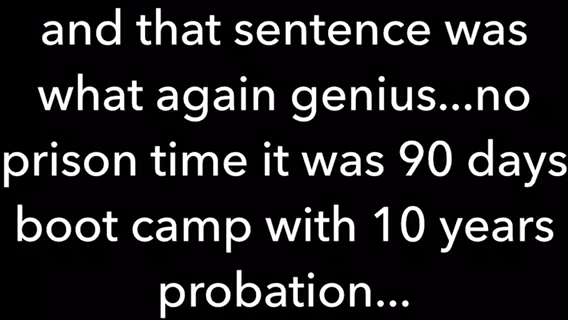 and that sentence was
what again genius...no
prison time it was 90 days
boot camp with 10 years
probation...